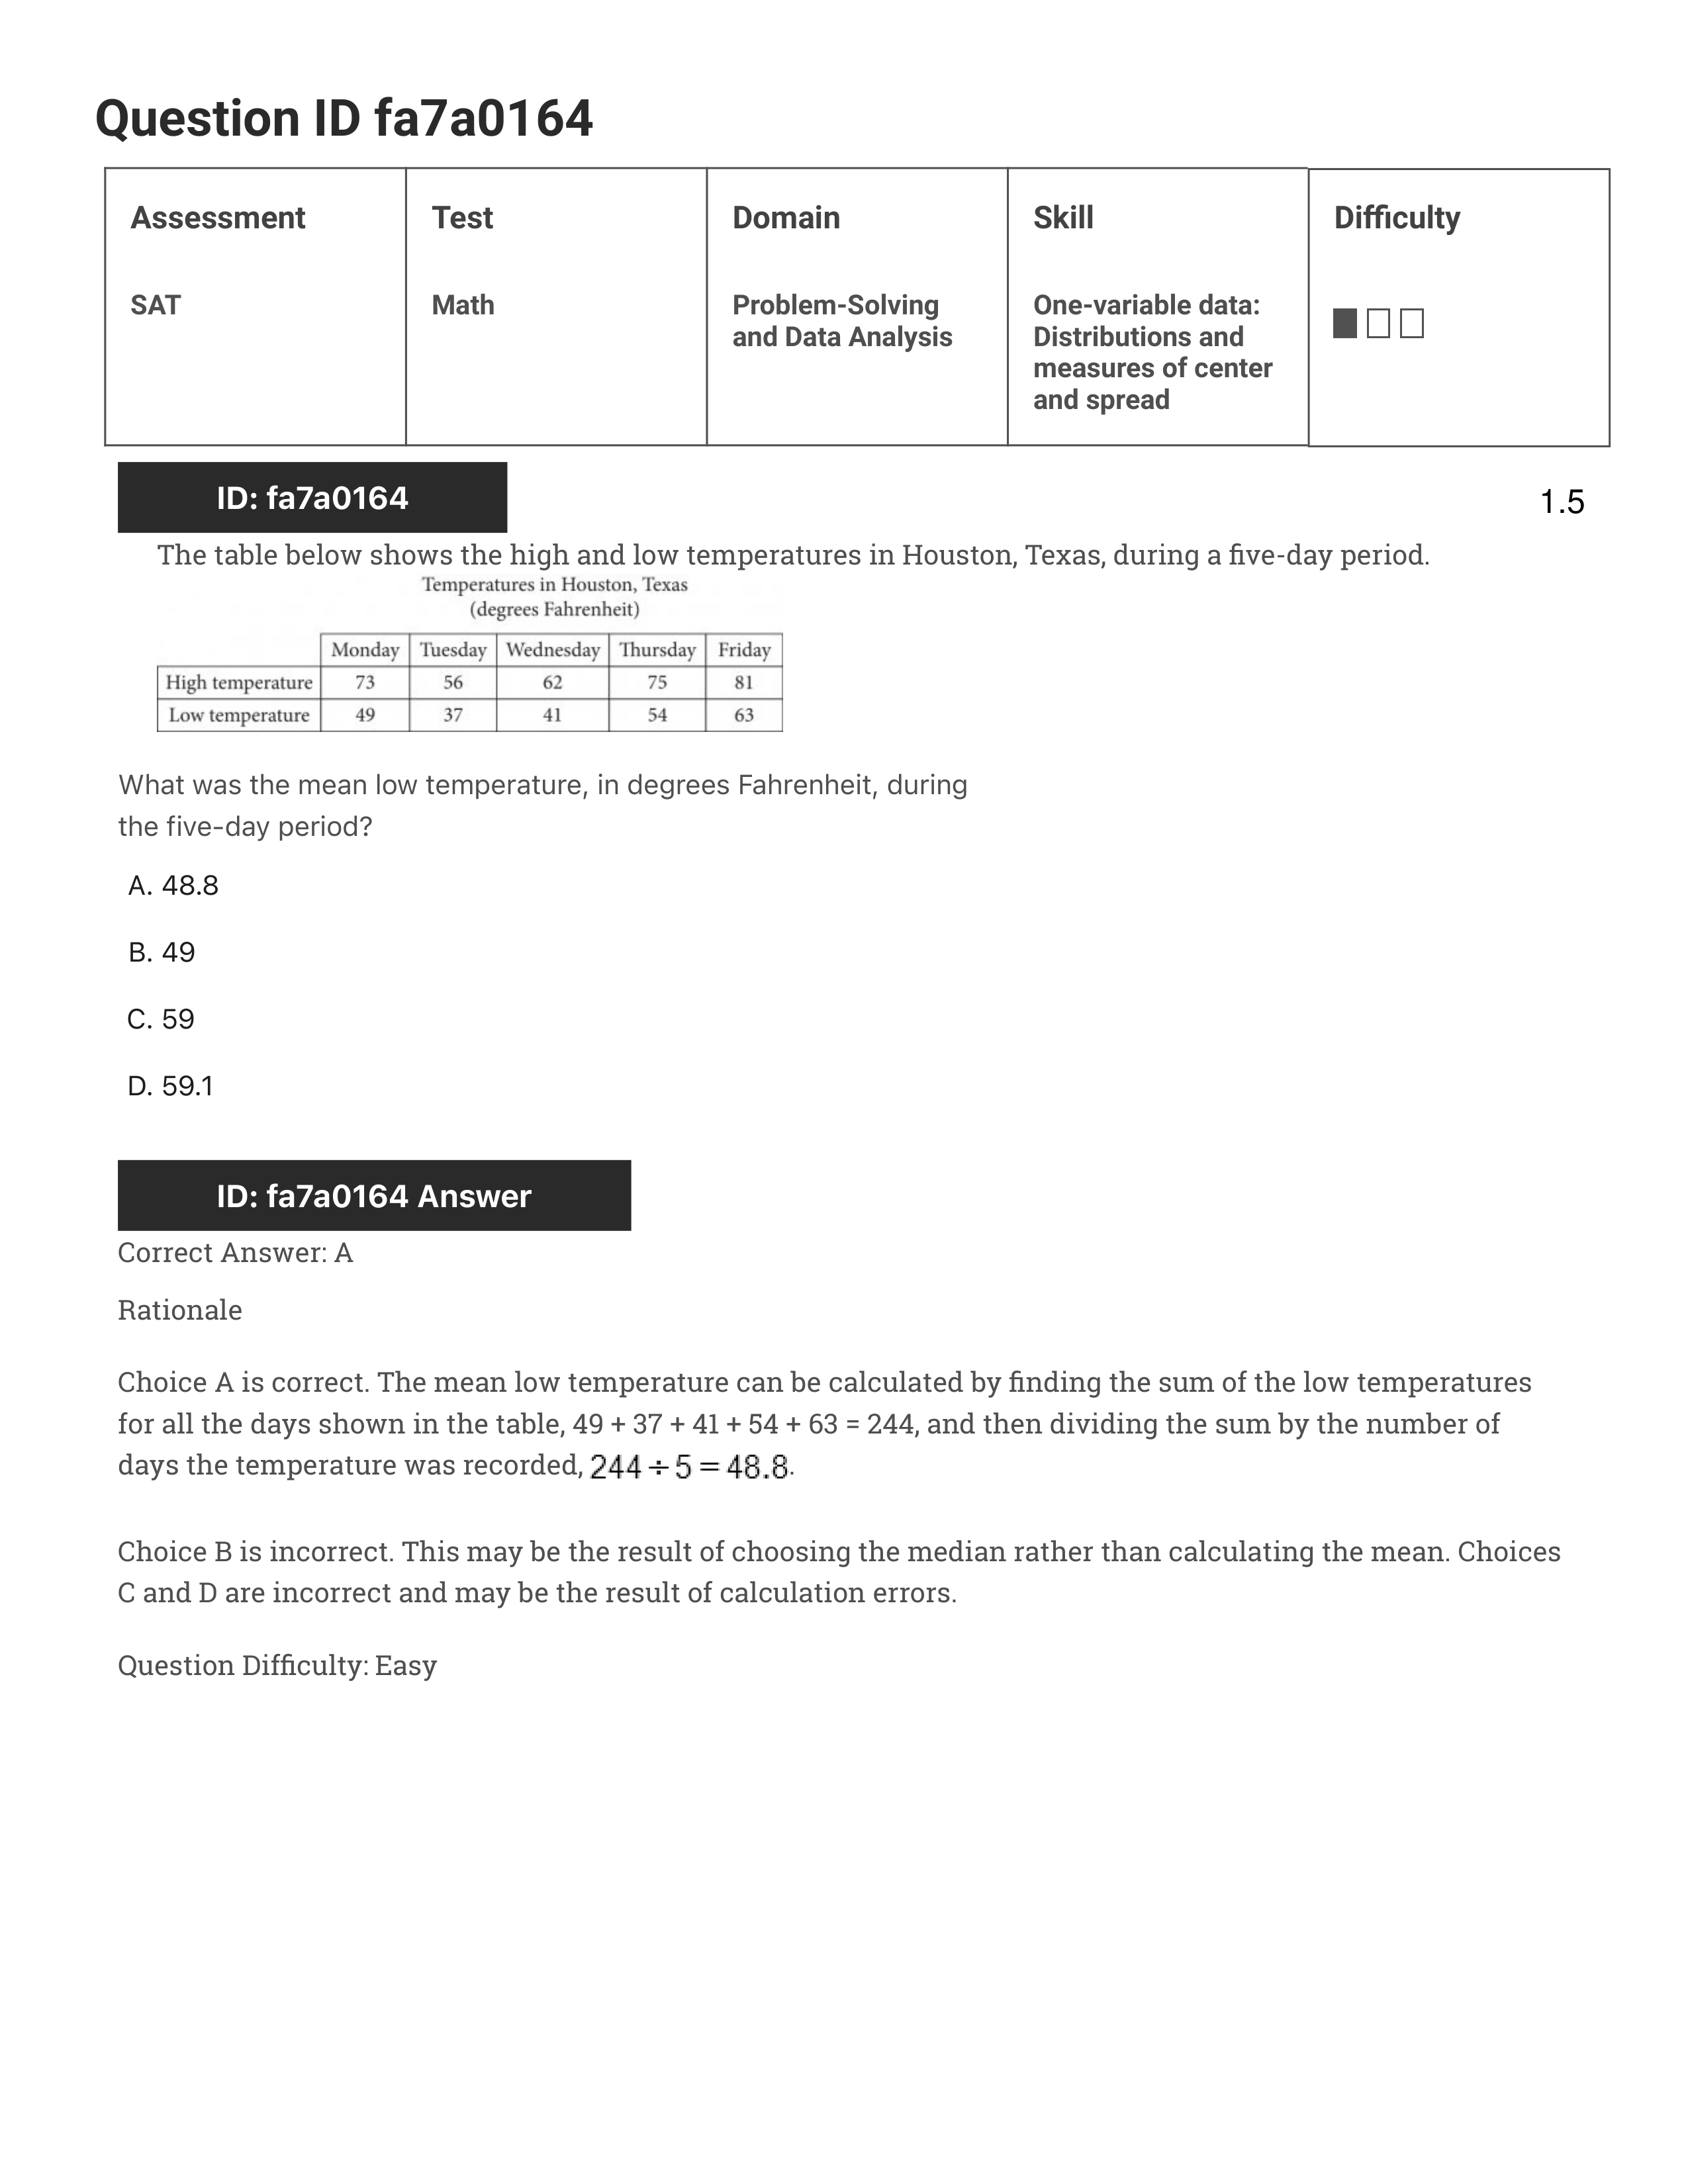 Question ID fa7a0164
Assessment Test Domain Skill Difficulty
SAT Math Problem-Solving and Data Analysis One-variable data: Distributions and measures of center and spread
ID: fa7a0164
1.5
The table below shows the high and low temperatures in Houston, Texas, during a five-day period.
Temperatures in Houston, Texas
(degrees Fahrenheit)
Monday Tuesday Wednesday Thursday Friday
High temperature 73 56 62 75 81
Low temperature 49 37 41 54 63
What was the mean low temperature, in degrees Fahrenheit, during
the five-day period?
A. 48.8
B. 49
C. 59
D. 59.1
ID: fa7a0164 Answer
Correct Answer: A
Rationale
Choice A is correct. The mean low temperature can be calculated by finding the sum of the low temperatures
for all the days shown in the table, 49 + 37 + 41 + 54 + 63 = 244, and then dividing the sum by the number of
days the temperature was recorded, 244 ÷ 5 = 48.8.
Choice B is incorrect. This may be the result of choosing the median rather than calculating the mean. Choices
C and D are incorrect and may be the result of calculation errors.
Question Difficulty: Easy